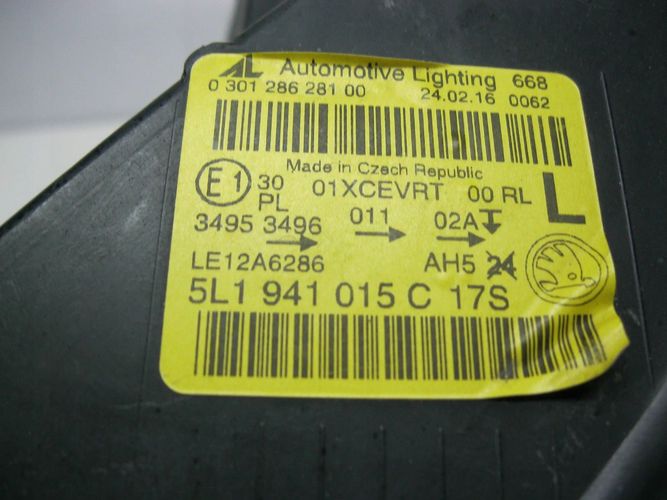 AL Automotive Lighting 668
0 301 286 281 00 24.02.16 0062
Made in Czech Republic
E1 30 01XCEVRT 00 RL L
PL
3495 3496 → 011 → 02A →
LE12A6286 AH5 24
5L1 941 015 C 17S